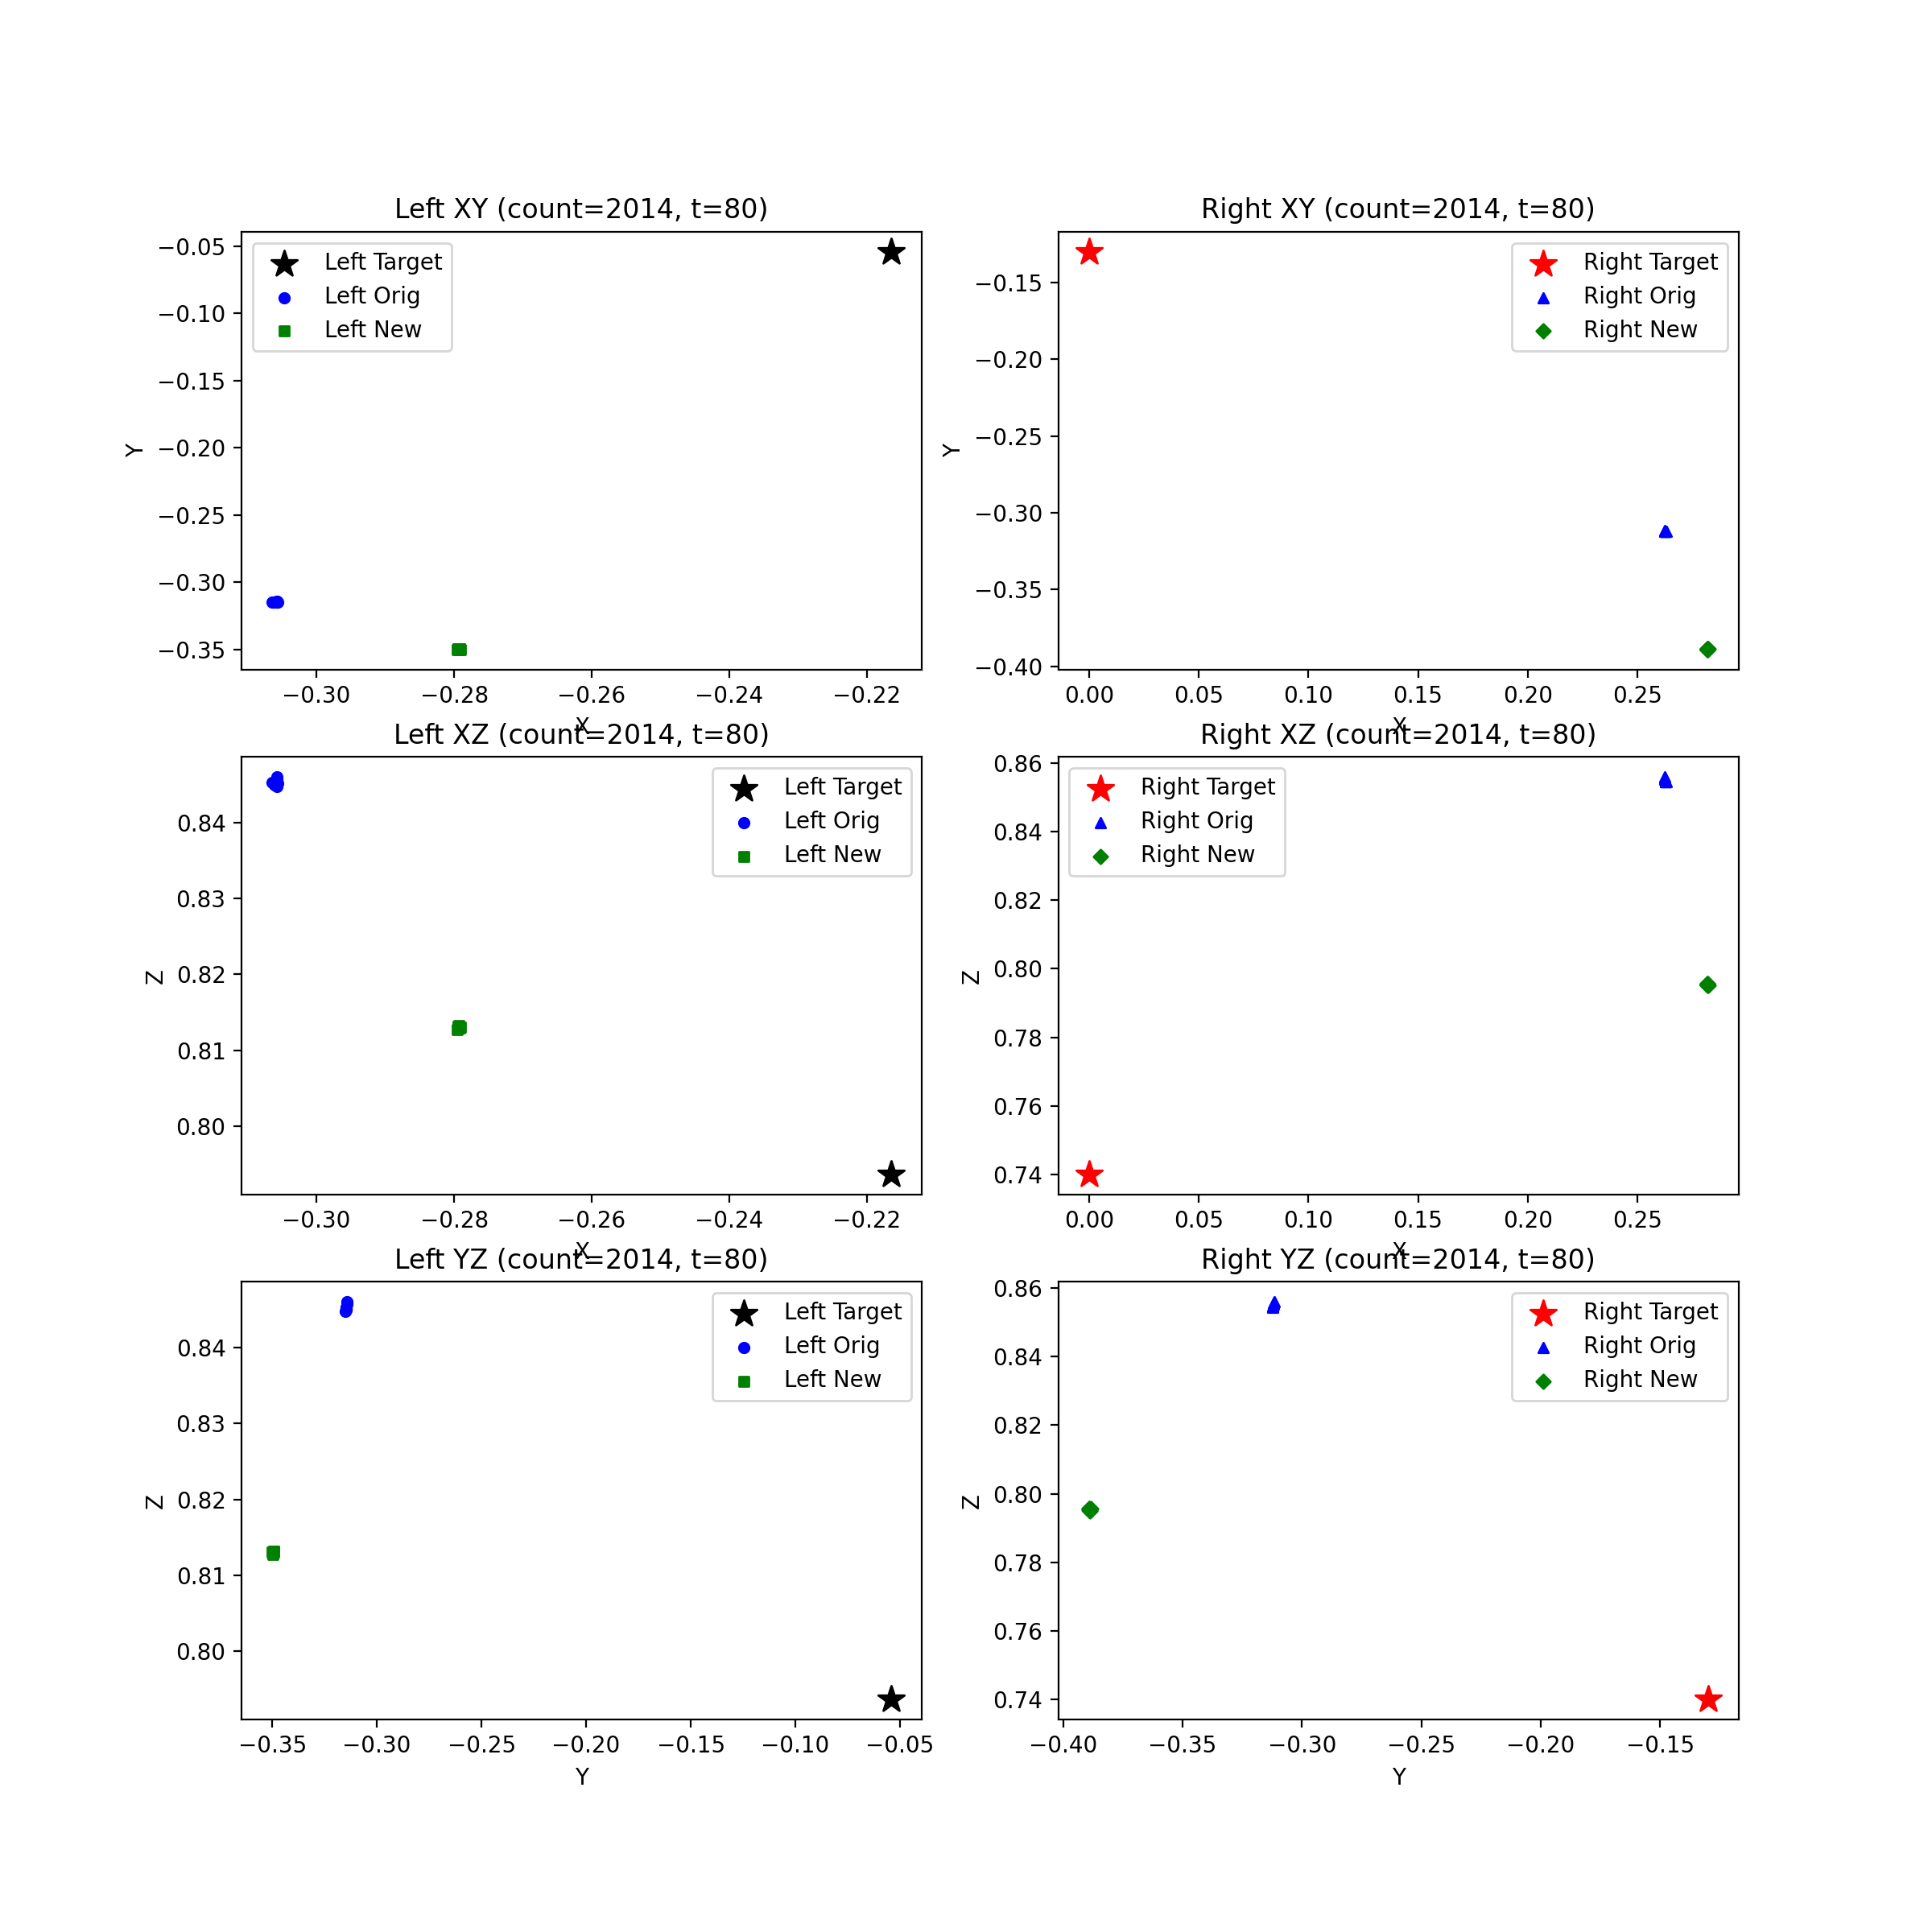 Left XY (count=2014, t=80)
Right XY (count=2014, t=80)
−0.05
−0.10
−0.15
−0.20
−0.25
−0.30
−0.35
Y
Left Target
Left Orig
Left New
−0.30
−0.28
−0.26
−0.24
−0.22
X
−0.15
−0.20
−0.25
−0.30
−0.35
−0.40
Y
Right Target
Right Orig
Right New
0.00
0.05
0.10
0.15
0.20
0.25
X
Left XZ (count=2014, t=80)
Right XZ (count=2014, t=80)
0.84
0.83
0.82
0.81
0.80
Z
Left Target
Left Orig
Left New
−0.30
−0.28
−0.26
−0.24
−0.22
X
0.86
0.84
0.82
0.80
0.78
0.76
0.74
Z
Right Target
Right Orig
Right New
0.00
0.05
0.10
0.15
0.20
0.25
X
Left YZ (count=2014, t=80)
Right YZ (count=2014, t=80)
0.84
0.83
0.82
0.81
0.80
Z
Left Target
Left Orig
Left New
−0.35
−0.30
−0.25
−0.20
−0.15
−0.10
−0.05
Y
0.86
0.84
0.82
0.80
0.78
0.76
0.74
Z
Right Target
Right Orig
Right New
−0.40
−0.35
−0.30
−0.25
−0.20
−0.15
Y